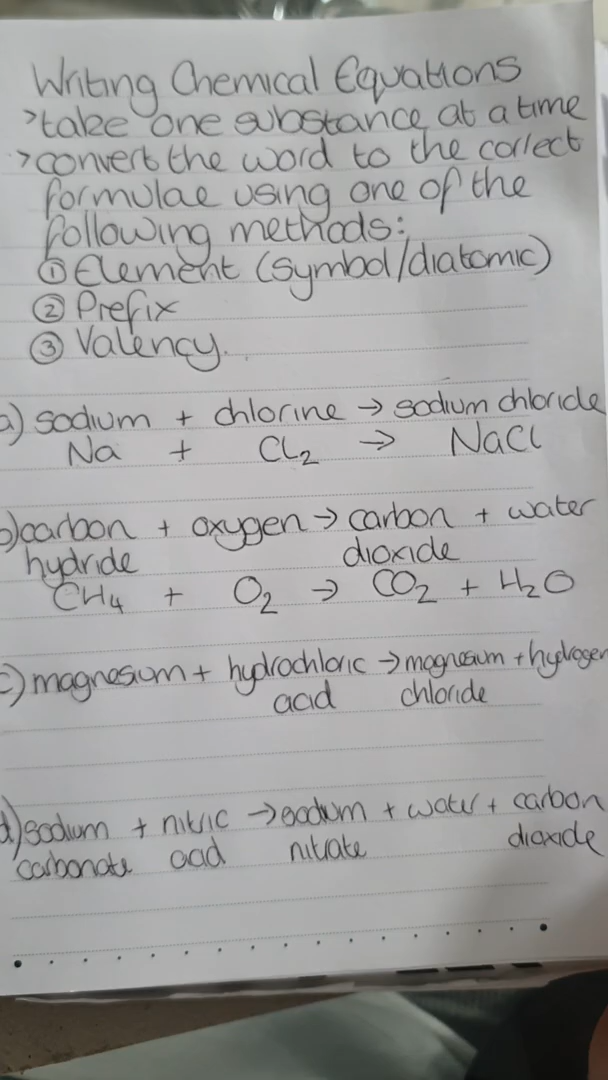 Writing Chemical Equations
>take one substance at a time
>convert the word to the correct
formulae using one of the
following methods:
① Element (symbol/diatomic)
② Prefix
③ Valency.
a) sodium + chlorine → sodium chloride
Na + Cl₂ → NaCl
b) carbon + oxygen → carbon + water
hydride dioxide
CH₄ + O₂ → CO₂ + H₂O
c) magnesium + hydrochloric → magnesium + hydrogen
acid chloride
d) sodium + nitric → sodium + water + carbon
carbonate acid nitrate dioxide